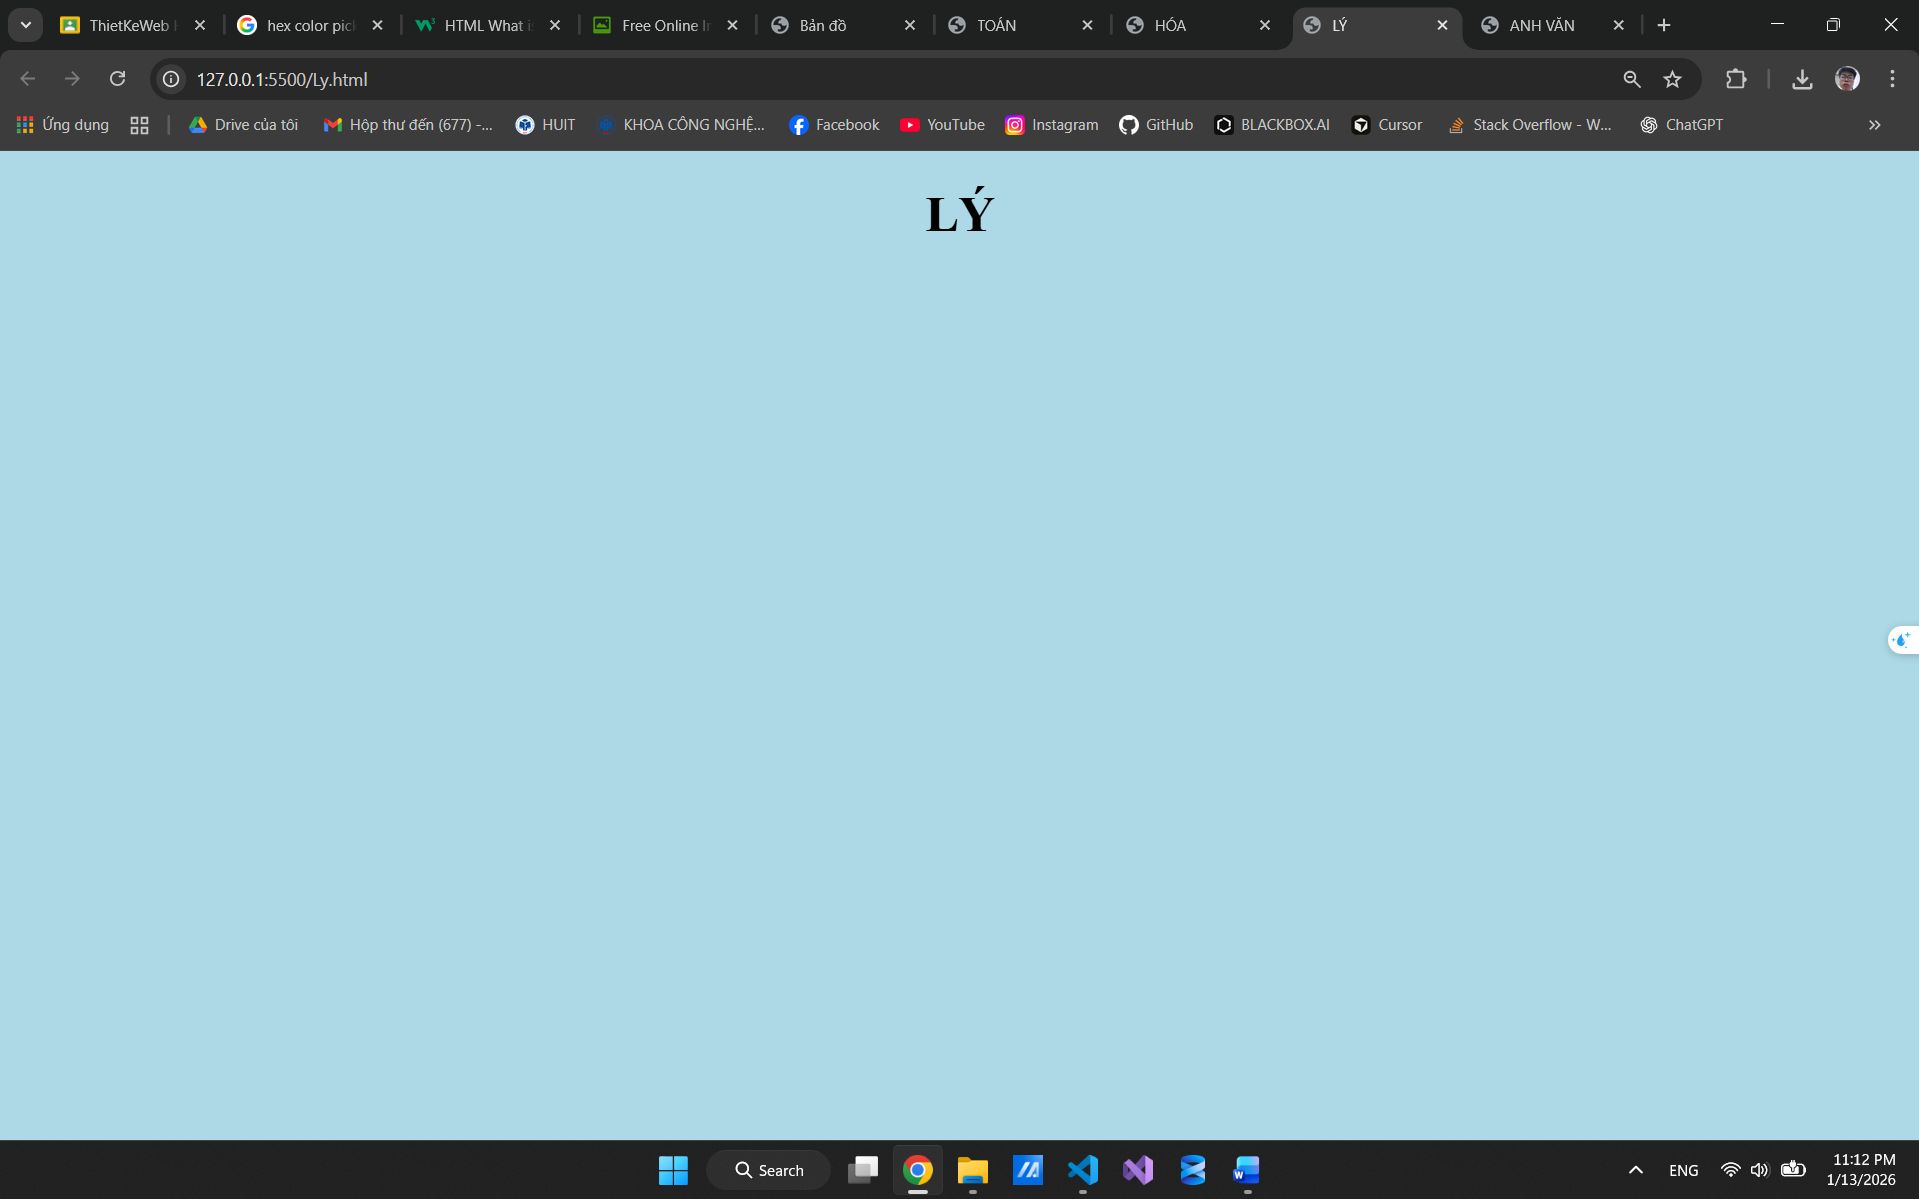 ThietKeWeb
hex color pick
HTML What is
Free Online I
Bản đồ
TOÁN
HÓA
LÝ
ANH VĂN
127.0.0.1:5500/Ly.html
Ứng dụng
Drive của tôi
Hộp thư đến (677) -...
HUIT
KHOA CÔNG NGHỆ...
Facebook
YouTube
Instagram
GitHub
BLACKBOX.AI
Cursor
Stack Overflow - W...
ChatGPT
LÝ
Search
ENG
11:12 PM
1/13/2026